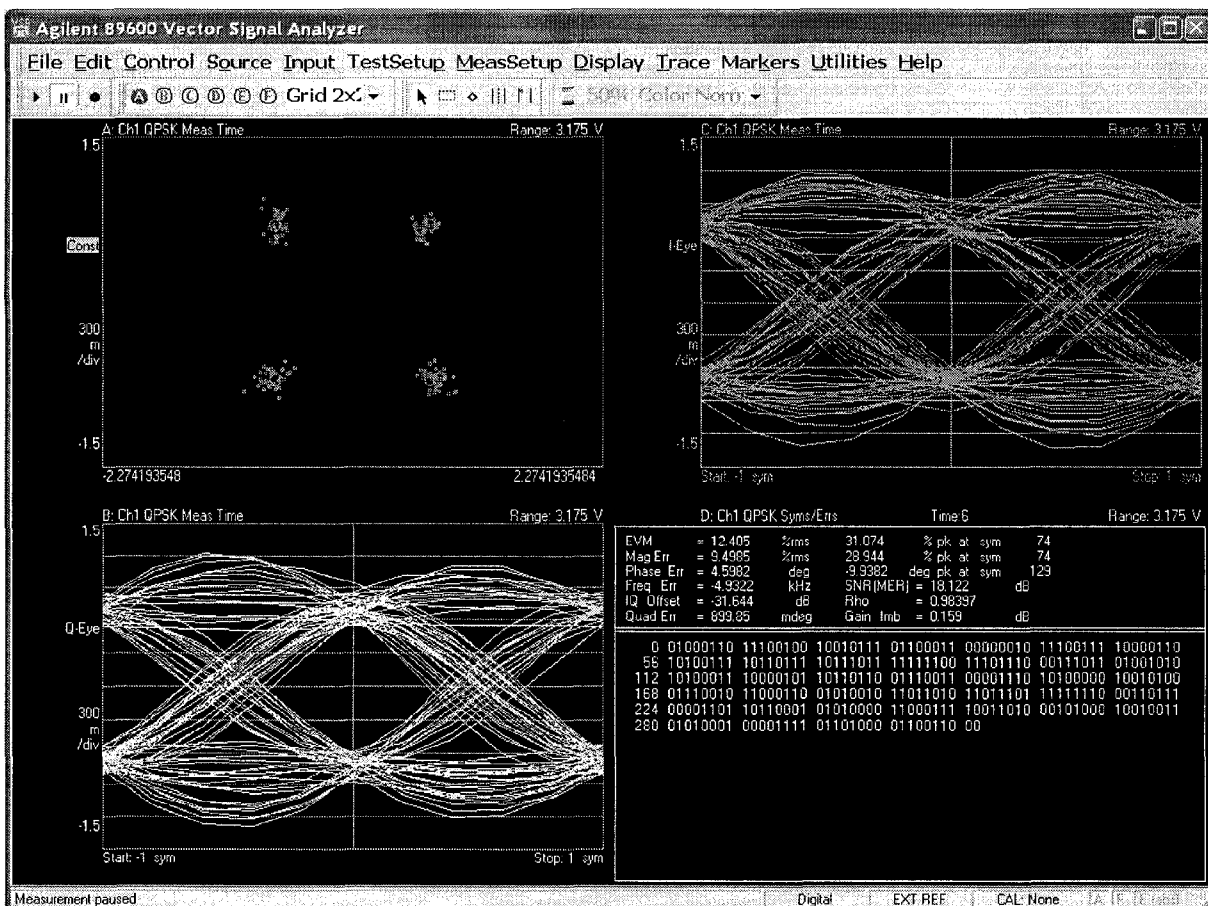 Agilent 89600 Vector Signal Analyzer
File Edit Control Source Input TestSetup MeasSetup Display Trace Markers Utilities Help
A B C D E F Grid 2x2 50% Color Norm
A: Ch1 QPSK Meas Time Range: 3.175 V
1.5
Const
300
m
/div
-1.5
-2.274193548 2.2741935484
C: Ch1 QPSK Meas Time Range: 3.175 V
1.5
I-Eye
300
m
/div
-1.5
Start: -1 sym Stop: 1 sym
B: Ch1 QPSK Meas Time Range: 3.175 V
1.5
Q-Eye
300
m
/div
-1.5
Start: -1 sym Stop: 1 sym
D: Ch1 QPSK Syms/Errs Time:6 Range: 3.175 V
EVM = 12.405 %rms 31.074 % pk at sym 74
Mag Err = 9.4985 %rms 28.944 % pk at sym 74
Phase Err = 4.5982 deg -9.9382 deg pk at sym 129
Freq Err = -4.9322 kHz SNR(MER) = 18.122 dB
IQ Offset = -31.644 dB Rho = 0.98397
Quad Err = 899.85 mdeg Gain Imb = 0.159 dB
0 01000110 11100100 10010111 01100011 00000010 11100111 10000110
56 10100111 10110111 10111011 11111100 11101110 00111011 01001010
112 10100011 10000101 10110110 01110011 00001110 10100000 10010100
168 01110010 11000110 01010010 11011010 11011101 11111110 00110111
224 00001101 10110001 01010000 11000111 10011010 00101000 10010011
280 01010001 00001111 01101000 01100110 00
Measurement paused Digital EXT REF CAL: None